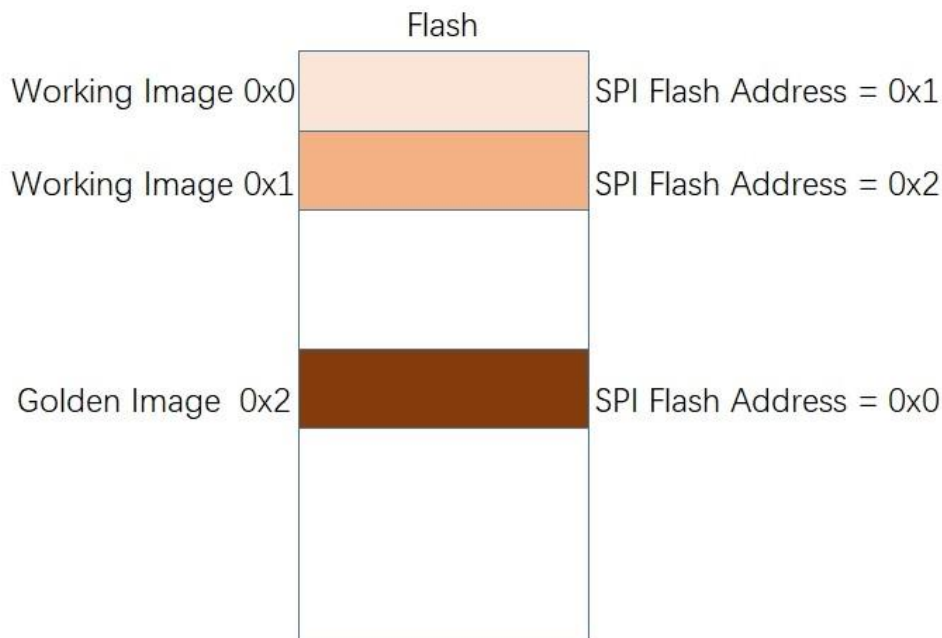 Flash
Working Image 0x0 SPI Flash Address = 0x1
Working Image 0x1 SPI Flash Address = 0x2
Golden Image 0x2 SPI Flash Address = 0x0